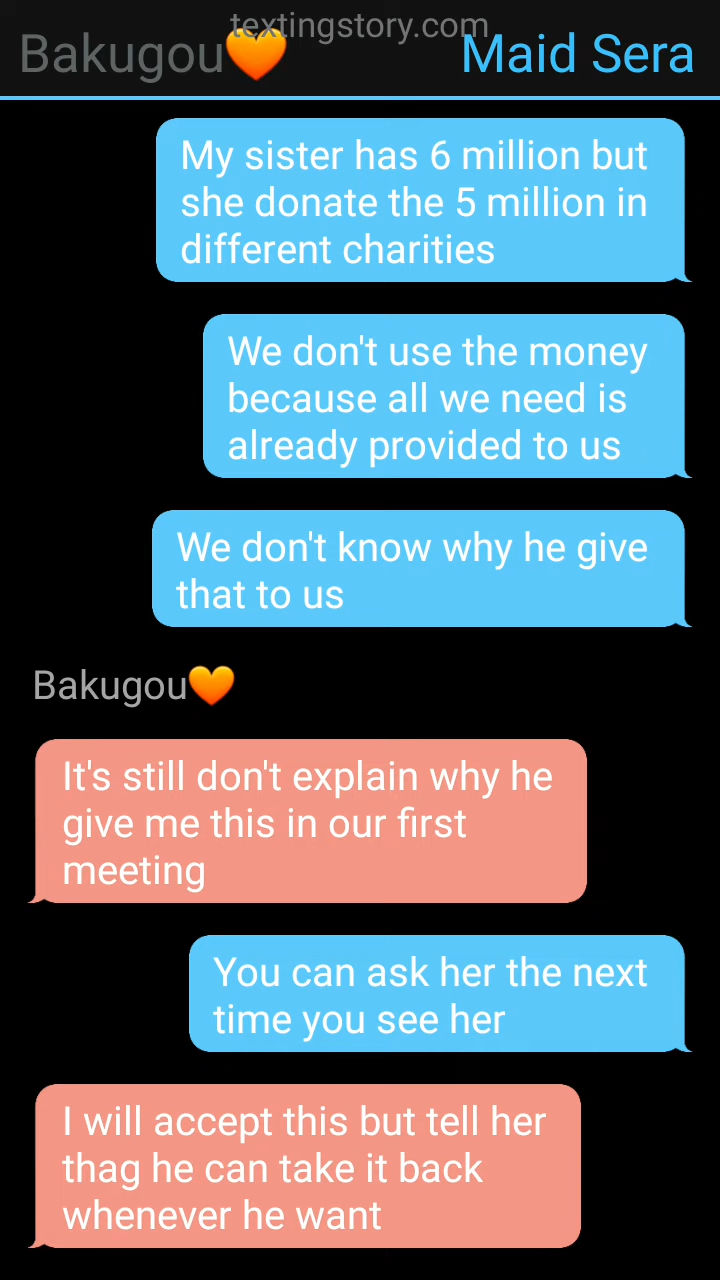 textingstory.com
Bakugou🧡 Maid Sera
My sister has 6 million but
she donate the 5 million in
different charities
We don't use the money
because all we need is
already provided to us
We don't know why he give
that to us
Bakugou🧡
It's still don't explain why he
give me this in our first
meeting
You can ask her the next
time you see her
I will accept this but tell her
thag he can take it back
whenever he want